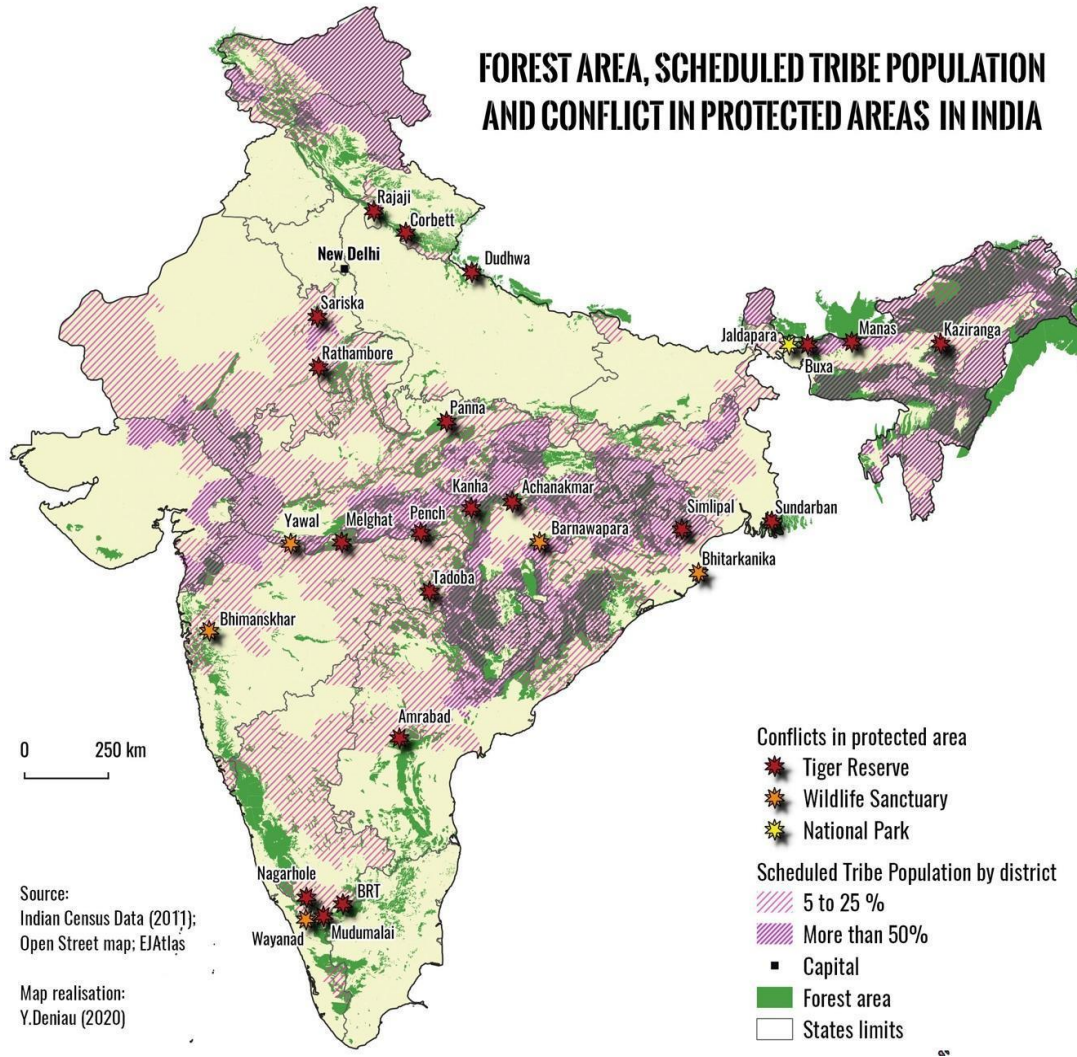 FOREST AREA, SCHEDULED TRIBE POPULATION
AND CONFLICT IN PROTECTED AREAS IN INDIA
Rajaji
Corbett
New Delhi
Dudhwa
Sariska
Jaldapara
Manas
Kaziranga
Buxa
Rathambore
Panna
Kanha
Achanakmar
Yawal
Melghat
Pench
Barnawapara
Simlipal
Sundarban
Bhitarkanika
Tadoba
Bhimanskhar
Amrabad
0 250 km
Nagarhole
BRT
Wayanad
Mudumalai
Conflicts in protected area
Tiger Reserve
Wildlife Sanctuary
National Park
Scheduled Tribe Population by district
5 to 25 %
More than 50%
Capital
Forest area
States limits
Source:
Indian Census Data (2011);
Open Street map; EJAtlas
Map realisation:
Y.Deniau (2020)